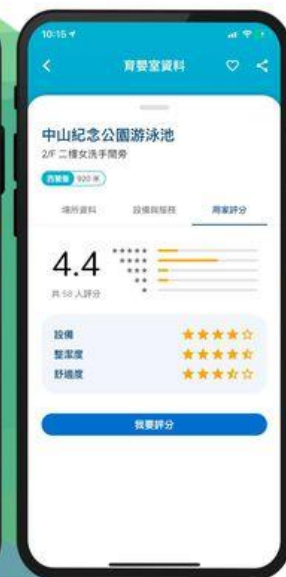 10:15
育嬰室資料
中山紀念公園游泳池
2/F 二樓女洗手間旁
西營盤 920 米
場所資料 設備與服務 用家評分
4.4
共 58 人評分
★★★★★
★★★★
★★★
★★
★
設備 ★★★★☆
整潔度
舒適度
我要評分